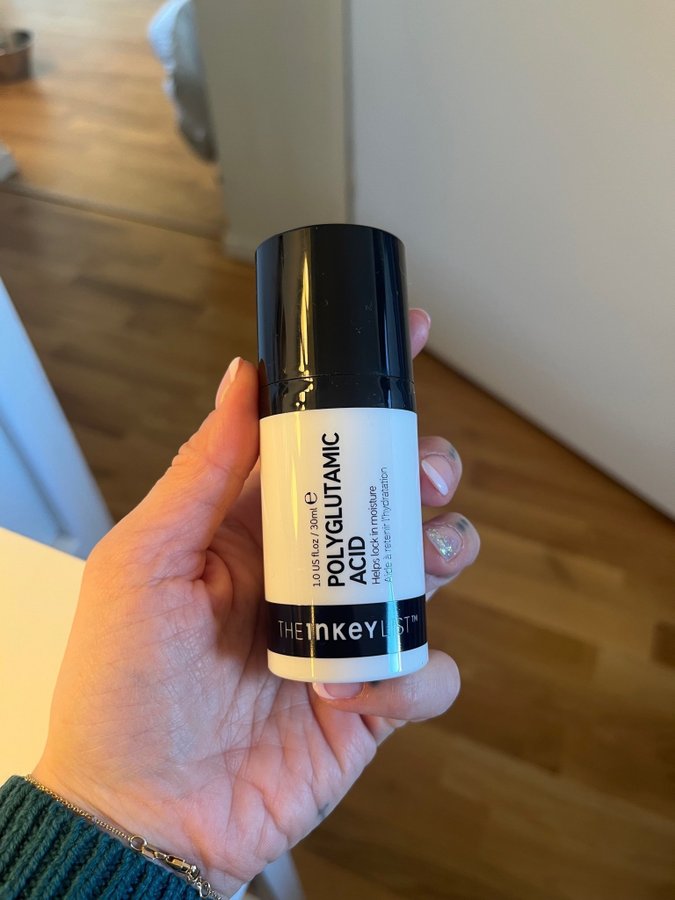 1.0 US fl.oz / 30ml ℮
POLYGLUTAMIC
ACID
Helps lock in moisture
Aide à retenir l'hydratation
THE INKEY LIST™